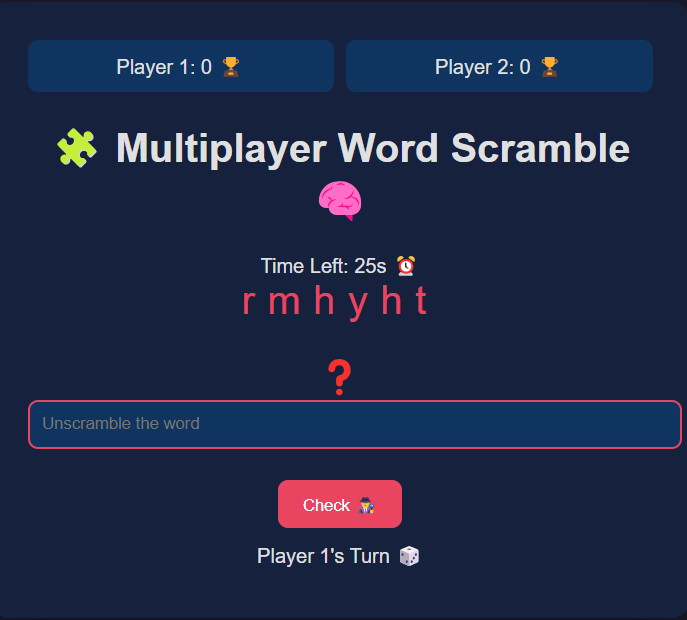 Player 1: 0 🏆
Player 2: 0 🏆
🧩 Multiplayer Word Scramble
🧠
Time Left: 25s ⏰
r m h y h t
❓
Unscramble the word
Check 🕵️‍♂️
Player 1's Turn 🎲